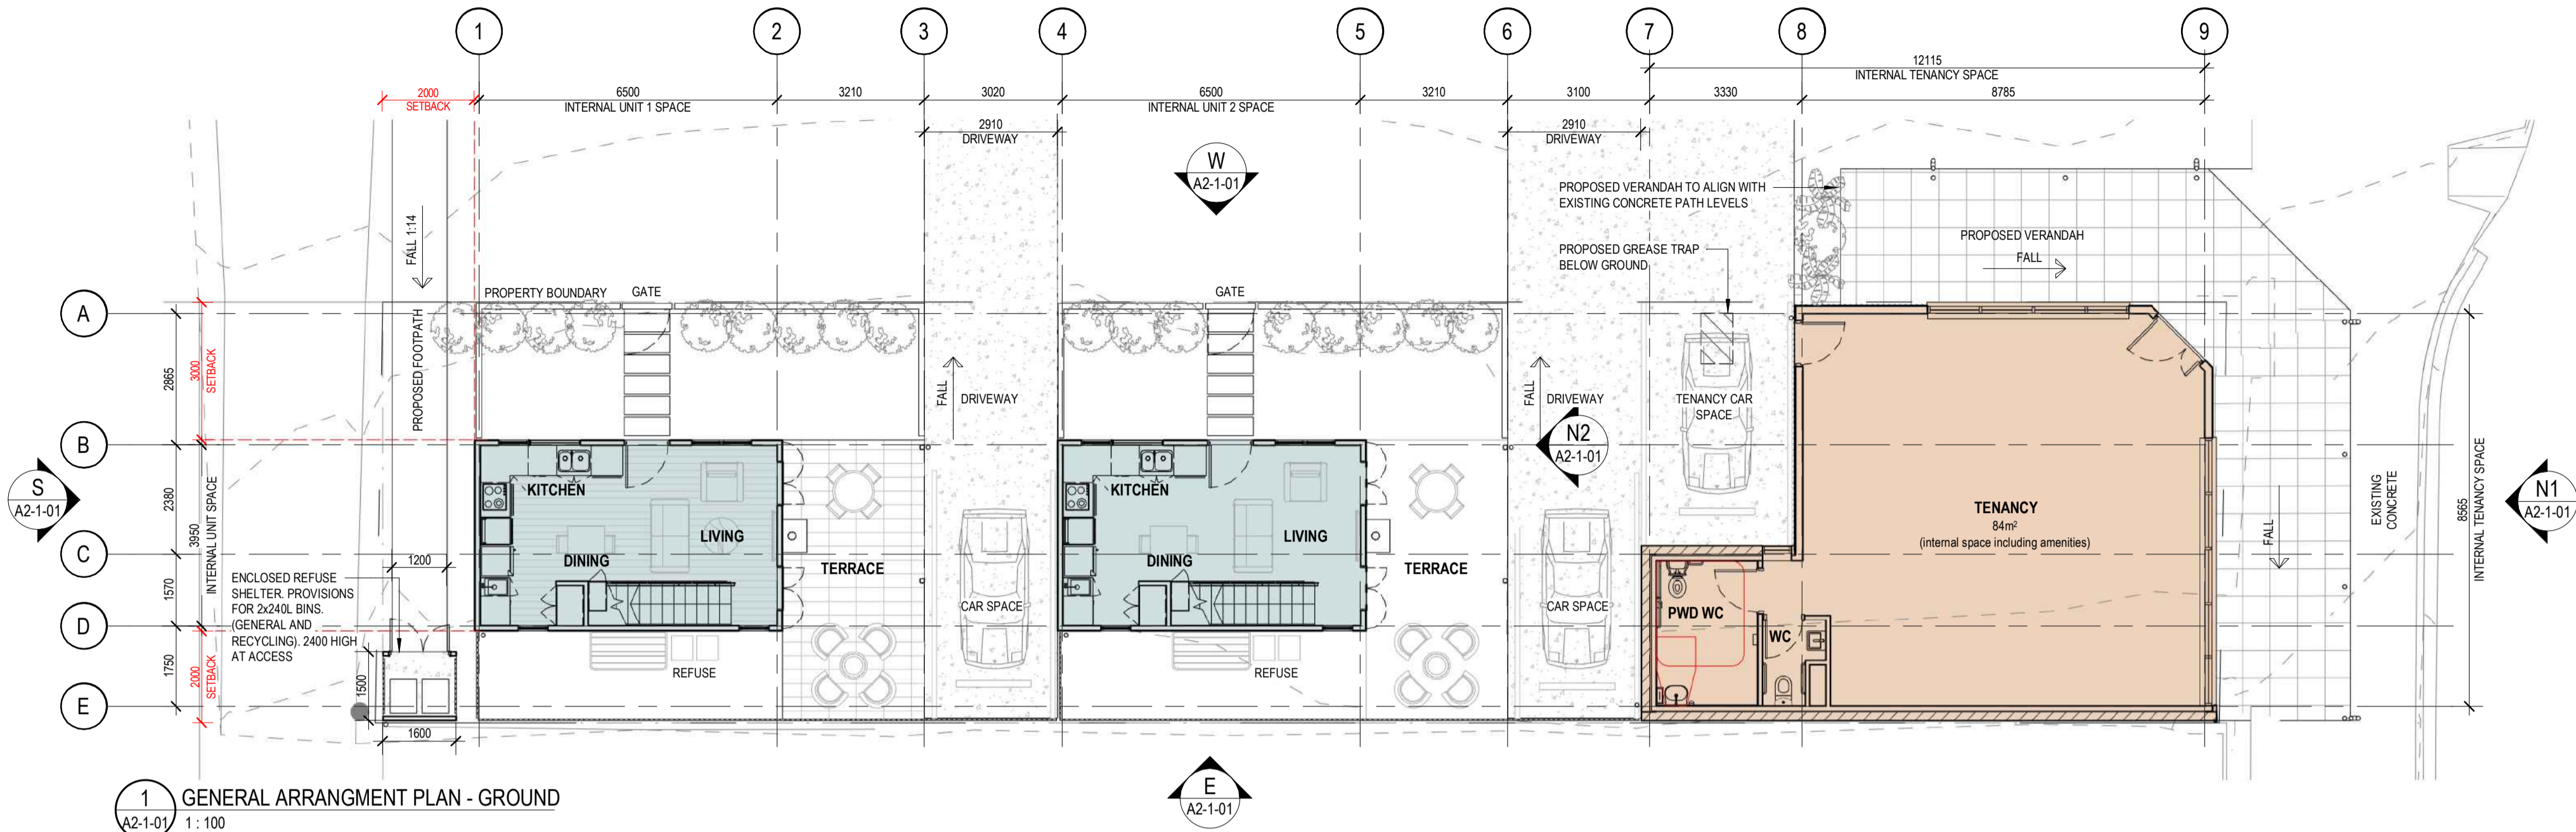 1
2
3
4
5
6
7
8
9
12115
INTERNAL TENANCY SPACE
2000
SETBACK
6500
INTERNAL UNIT 1 SPACE
3210
3020
6500
INTERNAL UNIT 2 SPACE
3210
3100
3330
8785
2910
DRIVEWAY
2910
DRIVEWAY
W
A2-1-01
PROPOSED VERANDAH TO ALIGN WITH
EXISTING CONCRETE PATH LEVELS
PROPOSED GREASE TRAP
BELOW GROUND
PROPOSED VERANDAH
FALL
FALL 1:14
PROPERTY BOUNDARY
GATE
GATE
A
B
C
D
E
2865
3000
SETBACK
PROPOSED FOOTPATH
FALL
DRIVEWAY
FALL
DRIVEWAY
TENANCY CAR
SPACE
N2
A2-1-01
S
A2-1-01
2380
3950
INTERNAL UNIT SPACE
1570
1750
2000
SETBACK
KITCHEN
LIVING
DINING
TERRACE
KITCHEN
LIVING
DINING
TERRACE
TENANCY
84m²
(internal space including amenities)
FALL
EXISTING
CONCRETE
8565
INTERNAL TENANCY SPACE
N1
A2-1-01
1200
ENCLOSED REFUSE
SHELTER. PROVISIONS
FOR 2x240L BINS.
(GENERAL AND
RECYCLING). 2400 HIGH
AT ACCESS
1500
1600
REFUSE
CAR SPACE
REFUSE
CAR SPACE
PWD WC
WC
E
A2-1-01
1
A2-1-01
GENERAL ARRANGMENT PLAN - GROUND
1 : 100